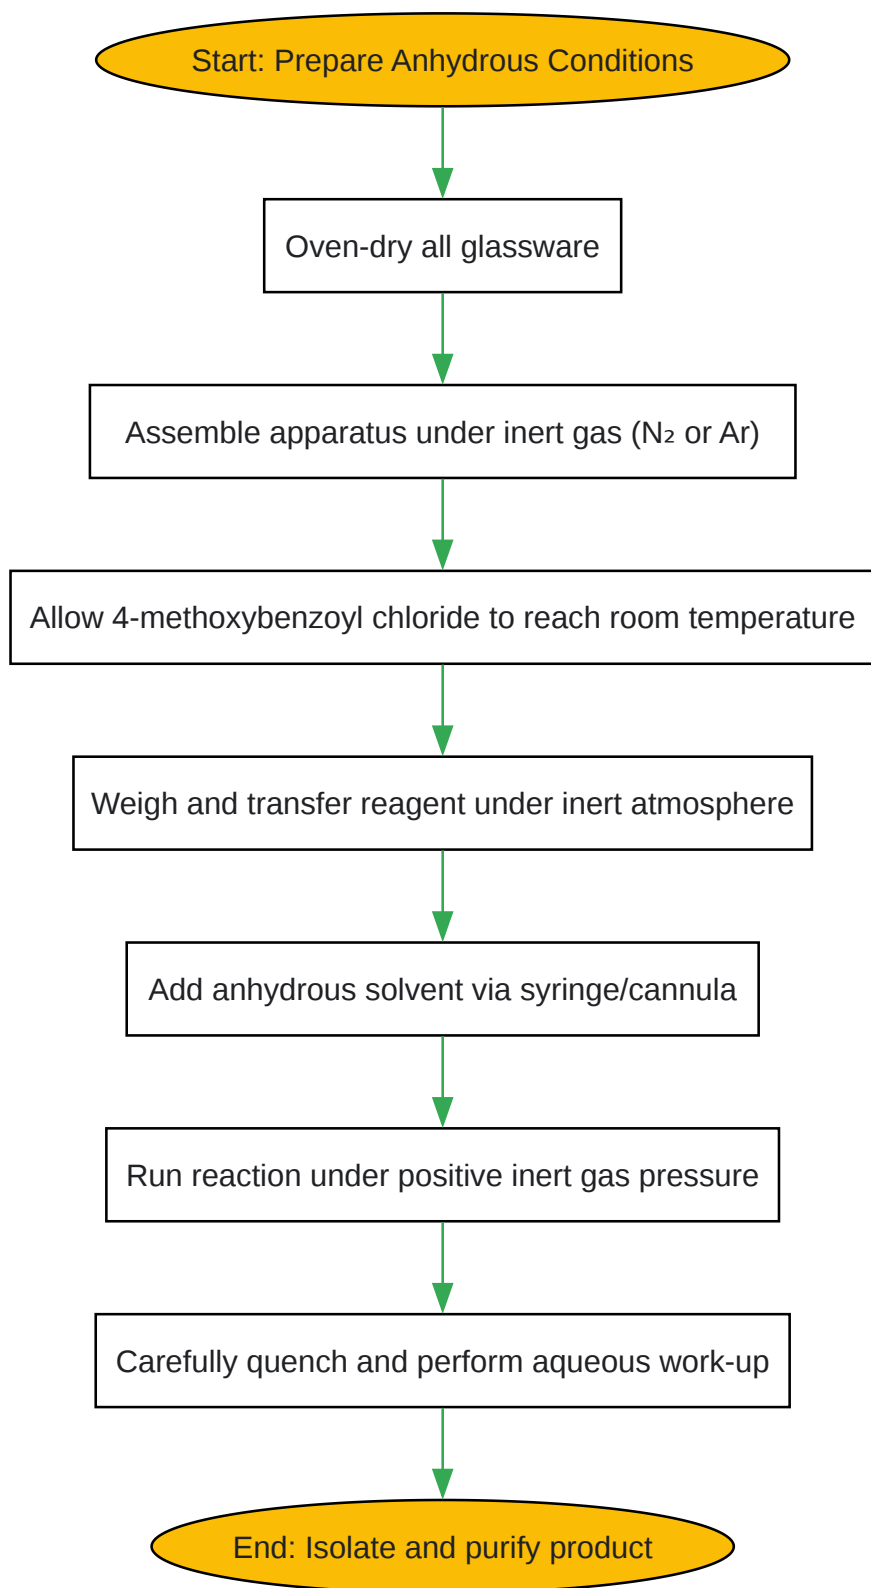 Start: Prepare Anhydrous Conditions
Oven-dry all glassware
Assemble apparatus under inert gas (N₂ or Ar)
Allow 4-methoxybenzoyl chloride to reach room temperature
Weigh and transfer reagent under inert atmosphere
Add anhydrous solvent via syringe/cannula
Run reaction under positive inert gas pressure
Carefully quench and perform aqueous work-up
End: Isolate and purify product